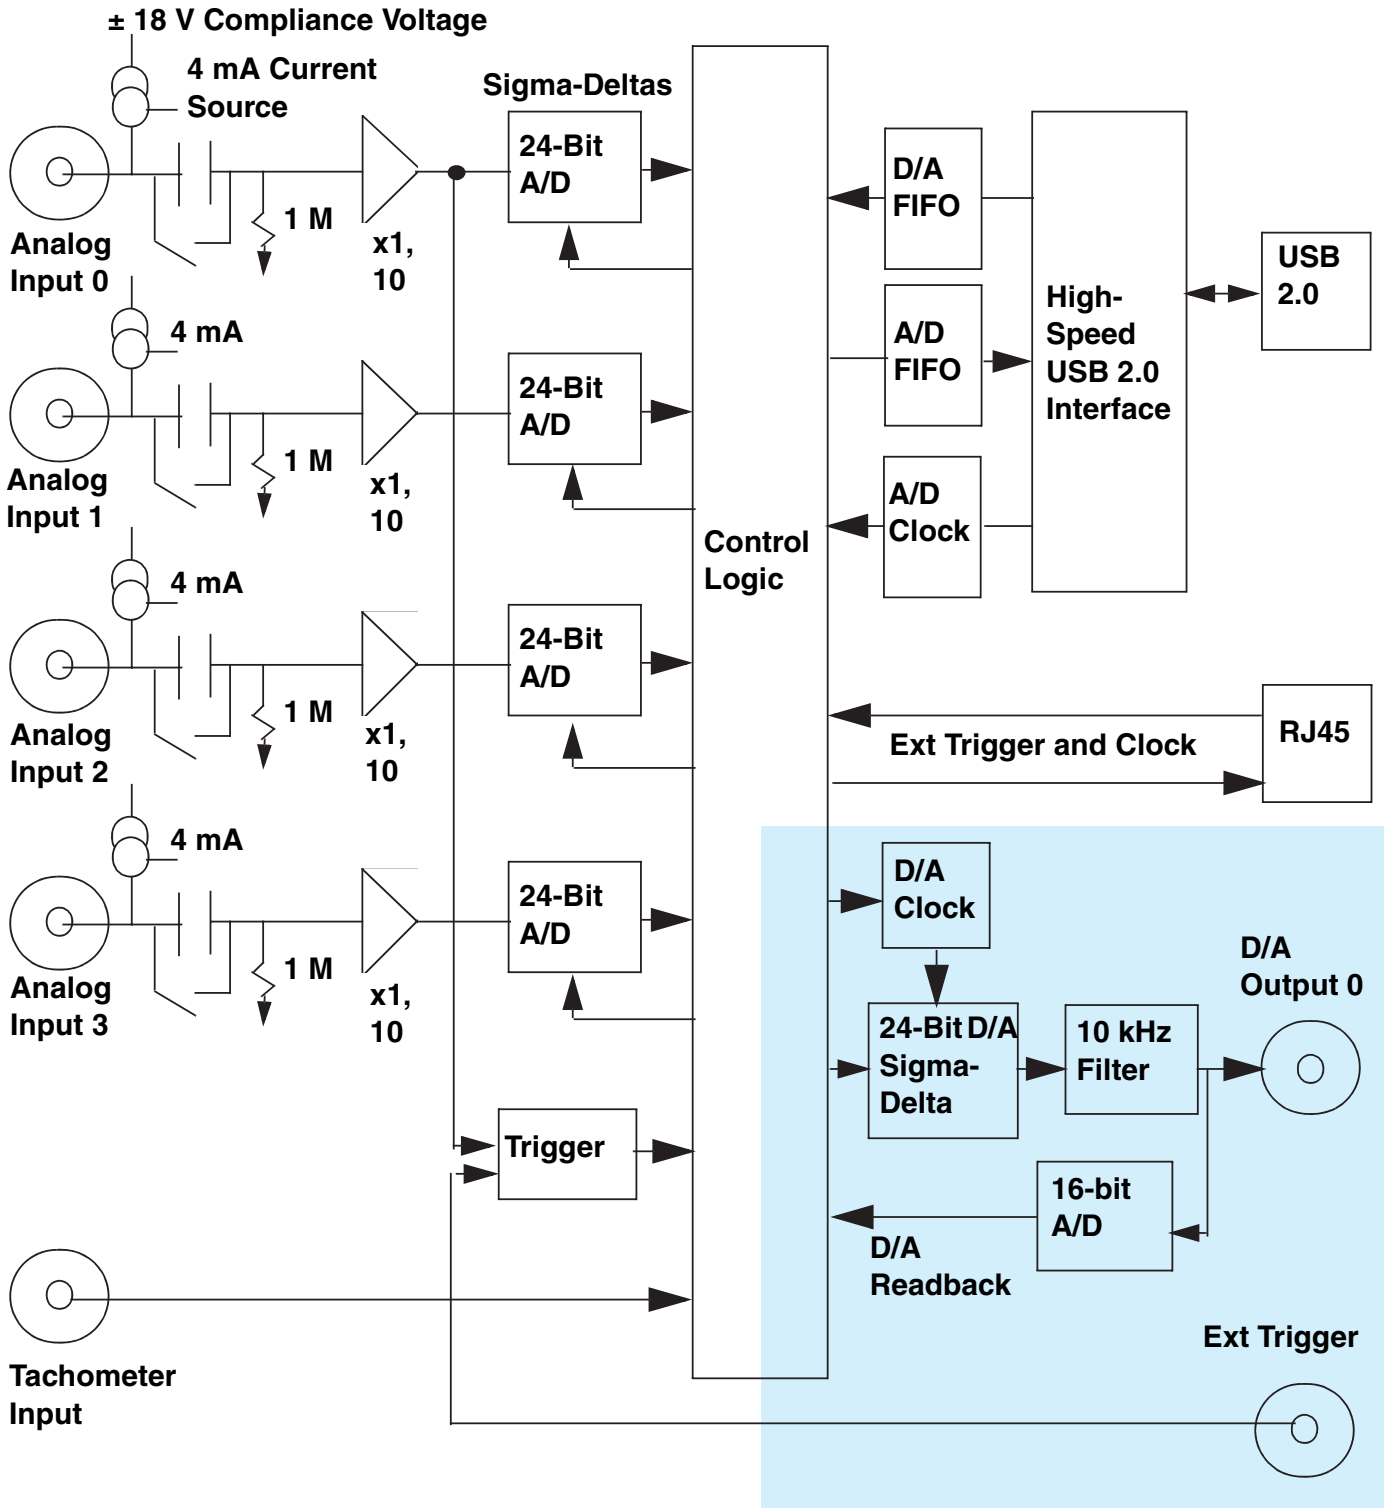 ± 18 V Compliance Voltage
4 mA Current
Source
Sigma-Deltas
24-Bit
A/D
1 M
x1,
10
Analog
Input 0
4 mA
24-Bit
A/D
1 M
x1,
10
Analog
Input 1
4 mA
24-Bit
A/D
1 M
x1,
10
Analog
Input 2
4 mA
24-Bit
A/D
1 M
x1,
10
Analog
Input 3
Trigger
Tachometer
Input
Control
Logic
D/A
FIFO
A/D
FIFO
A/D
Clock
High-
Speed
USB 2.0
Interface
USB
2.0
Ext Trigger and Clock
RJ45
D/A
Clock
24-Bit D/A
Sigma-
Delta
10 kHz
Filter
D/A
Output 0
16-bit
A/D
D/A
Readback
Ext Trigger